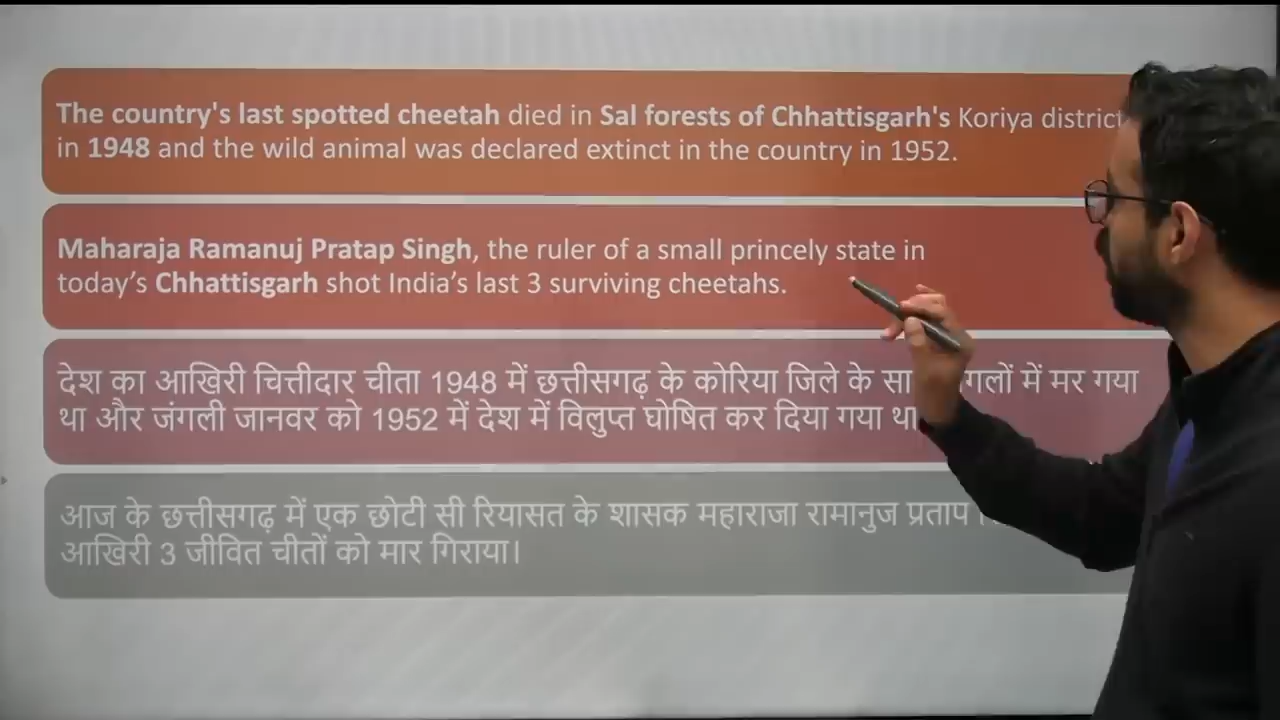 The country's last spotted cheetah died in Sal forests of Chhattisgarh's Koriya district
in 1948 and the wild animal was declared extinct in the country in 1952.
Maharaja Ramanuj Pratap Singh, the ruler of a small princely state in
today’s Chhattisgarh shot India’s last 3 surviving cheetahs.
देश का आखिरी चित्तीदार चीता 1948 में छत्तीसगढ़ के कोरिया जिले के में मर गया
था और जंगली जानवर को 1952 में देश में विलुप्त घोषित कर दिया गया था
आज के छत्तीसगढ़ में एक छोटी सी रियासत के शासक महाराजा रामानुज प्रताप
आखिरी 3 जीवित चीतों को मार गिराया।